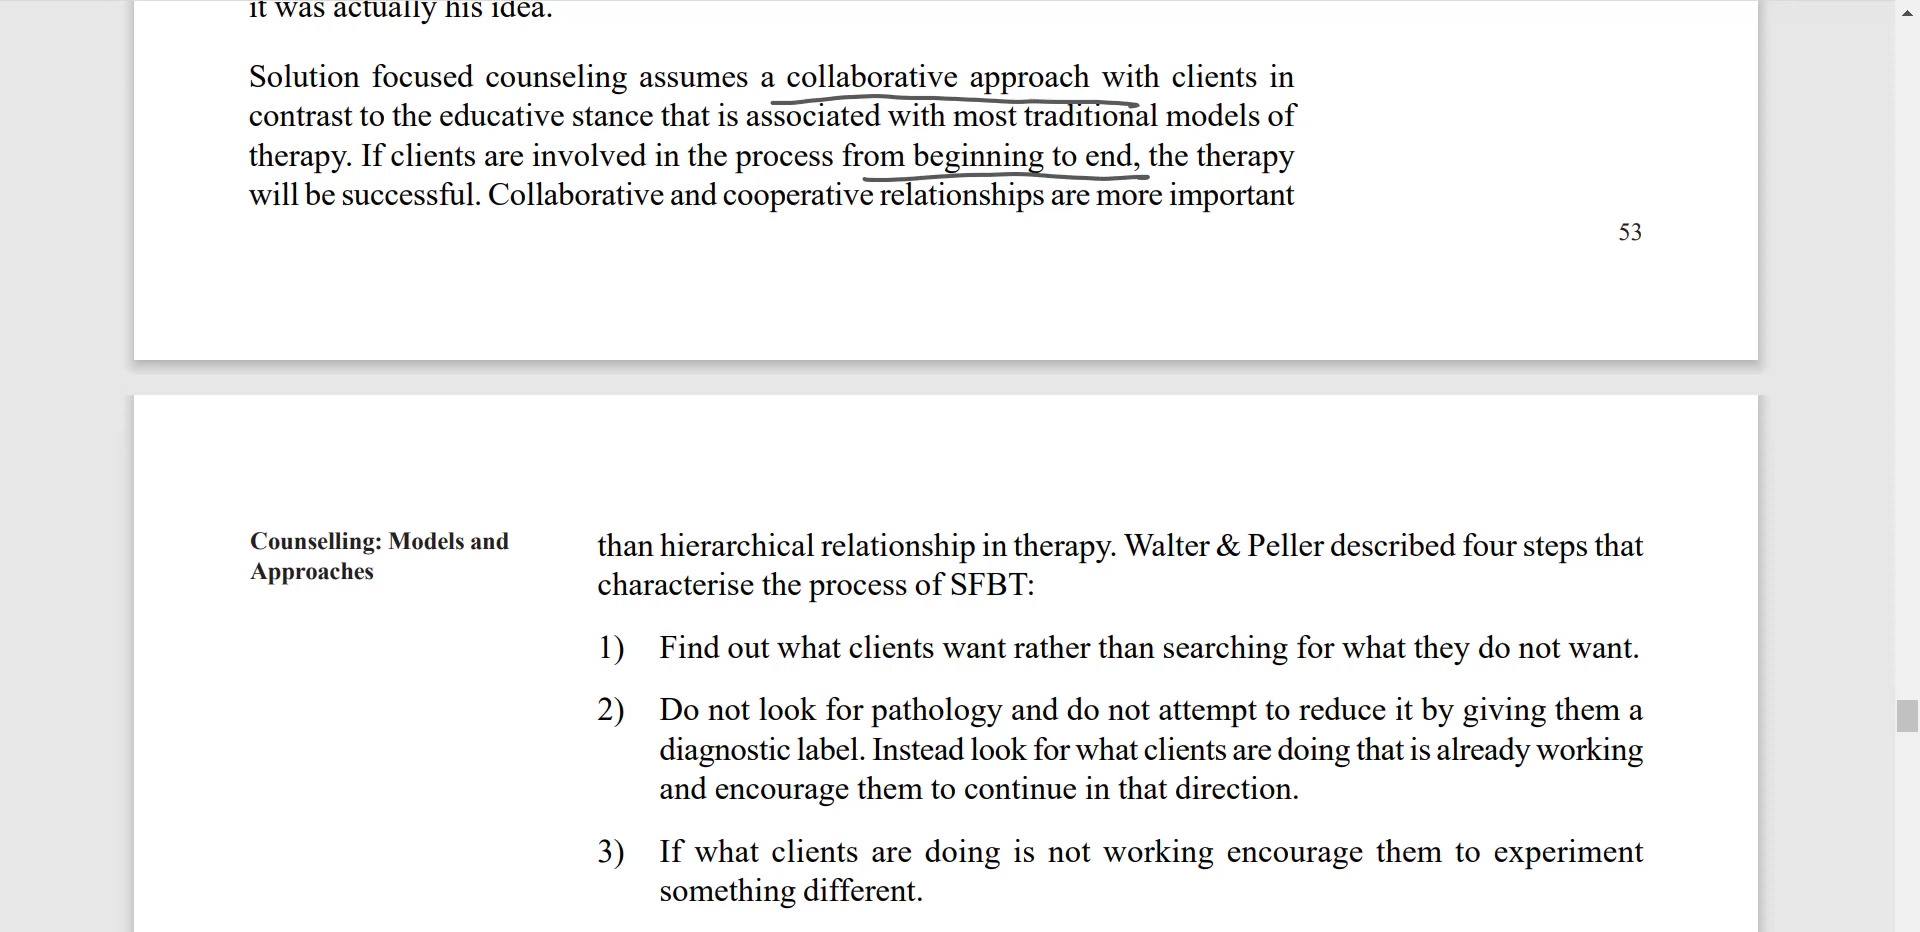 it was actually his idea.
Solution focused counseling assumes a collaborative approach with clients in
contrast to the educative stance that is associated with most traditional models of
therapy. If clients are involved in the process from beginning to end, the therapy
will be successful. Collaborative and cooperative relationships are more important
53
Counselling: Models and
Approaches
than hierarchical relationship in therapy. Walter & Peller described four steps that
characterise the process of SFBT:
1) Find out what clients want rather than searching for what they do not want.
2) Do not look for pathology and do not attempt to reduce it by giving them a
diagnostic label. Instead look for what clients are doing that is already working
and encourage them to continue in that direction.
3) If what clients are doing is not working encourage them to experiment
something different.